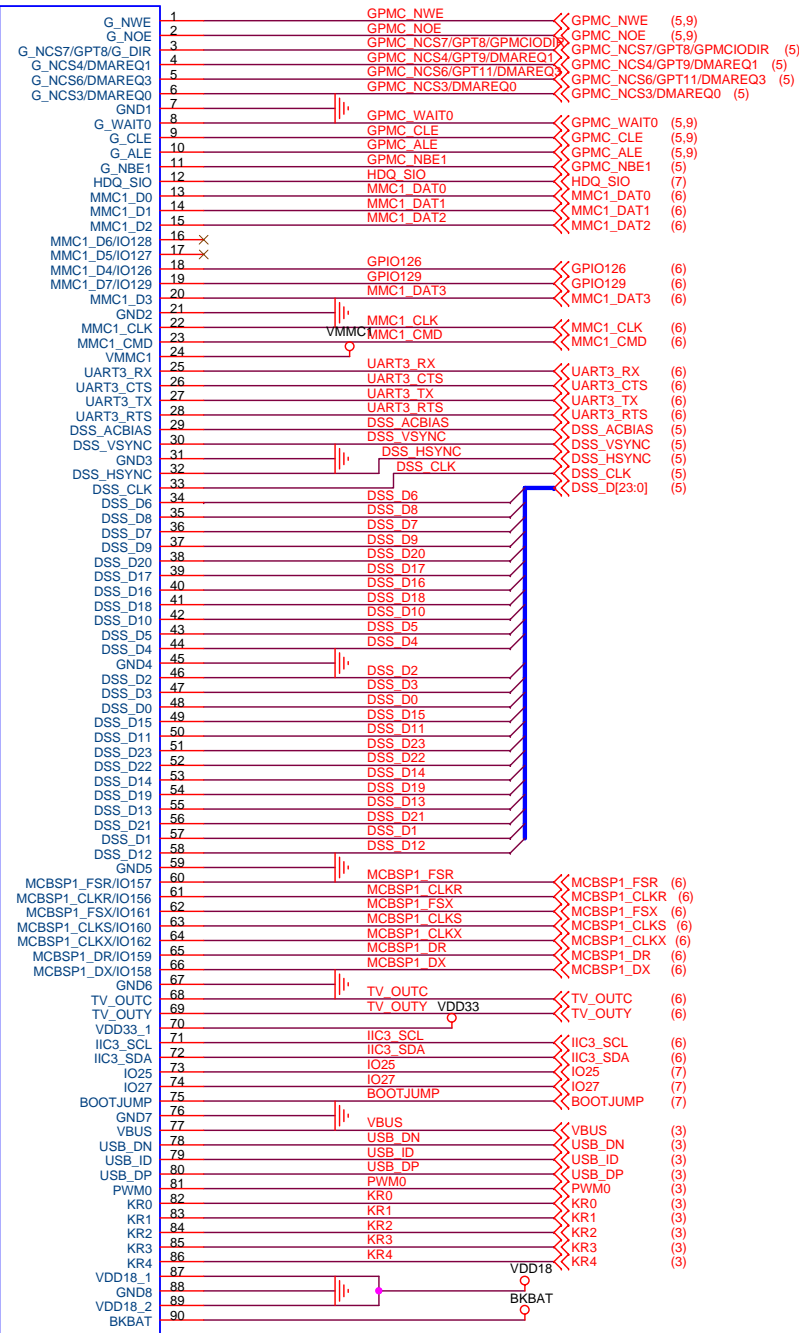 G_NWE 1 GPMC_NWE GPMC_NWE (5,9)
G_NOE 2 GPMC_NOE GPMC_NOE (5,9)
G_NCS7/GPT8/G_DIR 3 GPMC_NCS7/GPT8/GPMCIODIR GPMC_NCS7/GPT8/GPMCIODIR (5)
G_NCS4/DMAREQ1 4 GPMC_NCS4/GPT9/DMAREQ1 GPMC_NCS4/GPT9/DMAREQ1 (5)
G_NCS6/DMAREQ3 5 GPMC_NCS6/GPT11/DMAREQ3 GPMC_NCS6/GPT11/DMAREQ3 (5)
G_NCS3/DMAREQ0 6 GPMC_NCS3/DMAREQ0 GPMC_NCS3/DMAREQ0 (5)
GND1 7
G_WAIT0 8 GPMC_WAIT0 GPMC_WAIT0 (5,9)
G_CLE 9 GPMC_CLE GPMC_CLE (5,9)
G_ALE 10 GPMC_ALE GPMC_ALE (5,9)
G_NBE1 11 GPMC_NBE1 GPMC_NBE1 (5)
HDQ_SIO 12 HDQ_SIO HDQ_SIO (7)
MMC1_D0 13 MMC1_DAT0 MMC1_DAT0 (6)
MMC1_D1 14 MMC1_DAT1 MMC1_DAT1 (6)
MMC1_D2 15 MMC1_DAT2 MMC1_DAT2 (6)
MMC1_D6/IO128 16
MMC1_D5/IO127 17
MMC1_D4/IO126 18 GPIO126 GPIO126 (6)
MMC1_D7/IO129 19 GPIO129 GPIO129 (6)
MMC1_D3 20 MMC1_DAT3 MMC1_DAT3 (6)
GND2 21
MMC1_CLK 22 MMC1_CLK MMC1_CLK (6)
MMC1_CMD 23 VMMC1 MMC1_CMD MMC1_CMD (6)
VMMC1 24
UART3_RX 25 UART3_RX UART3_RX (6)
UART3_CTS 26 UART3_CTS UART3_CTS (6)
UART3_TX 27 UART3_TX UART3_TX (6)
UART3_RTS 28 UART3_RTS UART3_RTS (6)
DSS_ACBIAS 29 DSS_ACBIAS DSS_ACBIAS (5)
DSS_VSYNC 30 DSS_VSYNC DSS_VSYNC (5)
GND3 31 DSS_HSYNC DSS_HSYNC (5)
DSS_HSYNC 32 DSS_CLK DSS_CLK (5)
DSS_CLK 33 DSS_D[23:0] (5)
DSS_D6 34 DSS_D6
DSS_D8 35 DSS_D8
DSS_D7 36 DSS_D7
DSS_D9 37 DSS_D9
DSS_D20 38 DSS_D20
DSS_D17 39 DSS_D17
DSS_D16 40 DSS_D16
DSS_D18 41 DSS_D18
DSS_D10 42 DSS_D10
DSS_D5 43 DSS_D5
DSS_D4 44 DSS_D4
GND4 45
DSS_D2 46 DSS_D2
DSS_D3 47 DSS_D3
DSS_D0 48 DSS_D0
DSS_D15 49 DSS_D15
DSS_D11 50 DSS_D11
DSS_D23 51 DSS_D23
DSS_D22 52 DSS_D22
DSS_D14 53 DSS_D14
DSS_D19 54 DSS_D19
DSS_D13 55 DSS_D13
DSS_D21 56 DSS_D21
DSS_D1 57 DSS_D1
DSS_D12 58 DSS_D12
GND5 59
MCBSP1_FSR/IO157 60 MCBSP1_FSR MCBSP1_FSR (6)
MCBSP1_CLKR/IO156 61 MCBSP1_CLKR MCBSP1_CLKR (6)
MCBSP1_FSX/IO161 62 MCBSP1_FSX MCBSP1_FSX (6)
MCBSP1_CLKS/IO160 63 MCBSP1_CLKS MCBSP1_CLKS (6)
MCBSP1_CLKX/IO162 64 MCBSP1_CLKX MCBSP1_CLKX (6)
MCBSP1_DR/IO159 65 MCBSP1_DR MCBSP1_DR (6)
MCBSP1_DX/IO158 66 MCBSP1_DX MCBSP1_DX (6)
GND6 67
TV_OUTC 68 TV_OUTC TV_OUTC (6)
TV_OUTY 69 TV_OUTY VDD33 TV_OUTY (6)
VDD33_1 70
IIC3_SCL 71 IIC3_SCL IIC3_SCL (6)
IIC3_SDA 72 IIC3_SDA IIC3_SDA (6)
IO25 73 IO25 IO25 (7)
IO27 74 IO27 IO27 (7)
BOOTJUMP 75 BOOTJUMP BOOTJUMP (7)
GND7 76
VBUS 77 VBUS VBUS (3)
USB_DN 78 USB_DN USB_DN (3)
USB_ID 79 USB_ID USB_ID (3)
USB_DP 80 USB_DP USB_DP (3)
PWM0 81 PWM0 PWM0 (3)
KR0 82 KR0 KR0 (3)
KR1 83 KR1 KR1 (3)
KR2 84 KR2 KR2 (3)
KR3 85 KR3 KR3 (3)
KR4 86 KR4 KR4 (3)
VDD18_1 87 VDD18
GND8 88
VDD18_2 89 BKBAT
BKBAT 90